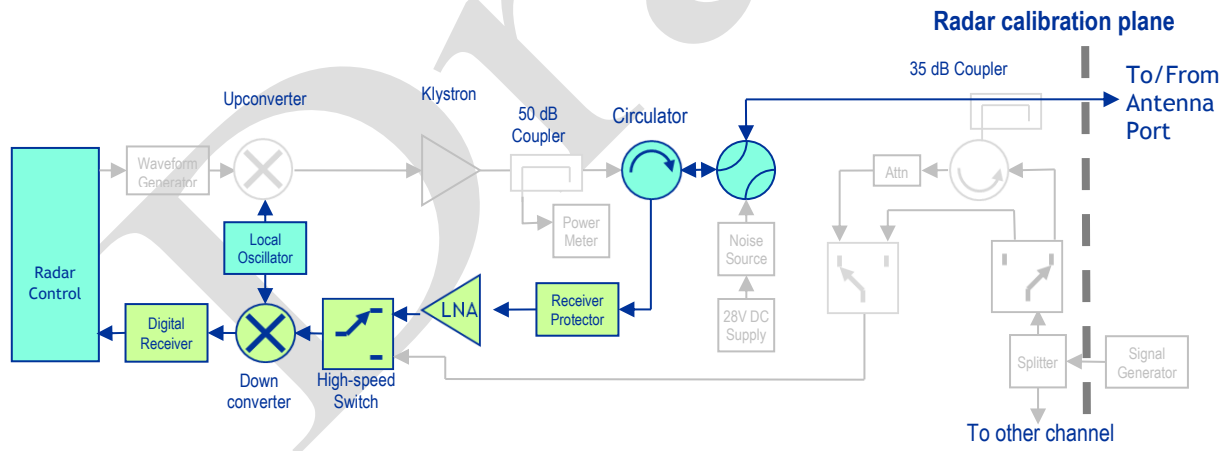 Radar calibration plane
35 dB Coupler
To/From
Antenna
Port
Upconverter
Klystron
50 dB
Coupler
Circulator
Waveform
Generator
Attn
Power
Meter
Noise
Source
Local
Oscillator
Radar
Control
LNA
Receiver
Protector
28V DC
Supply
Digital
Receiver
Splitter
Signal
Generator
Down
converter
High-speed
Switch
To other channel